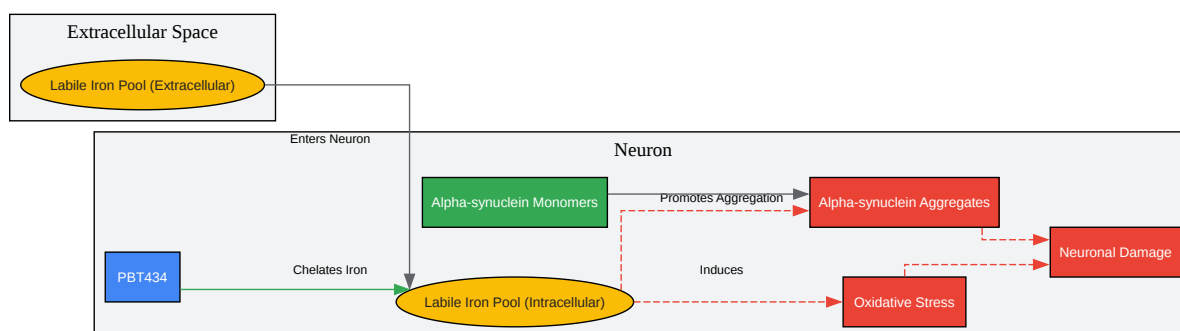 Extracellular Space
Labile Iron Pool (Extracellular)
Enters Neuron
Neuron
Alpha-synuclein Monomers
Promotes Aggregation
Alpha-synuclein Aggregates
Neuronal Damage
PBT434
Chelates Iron
Labile Iron Pool (Intracellular)
Induces
Oxidative Stress